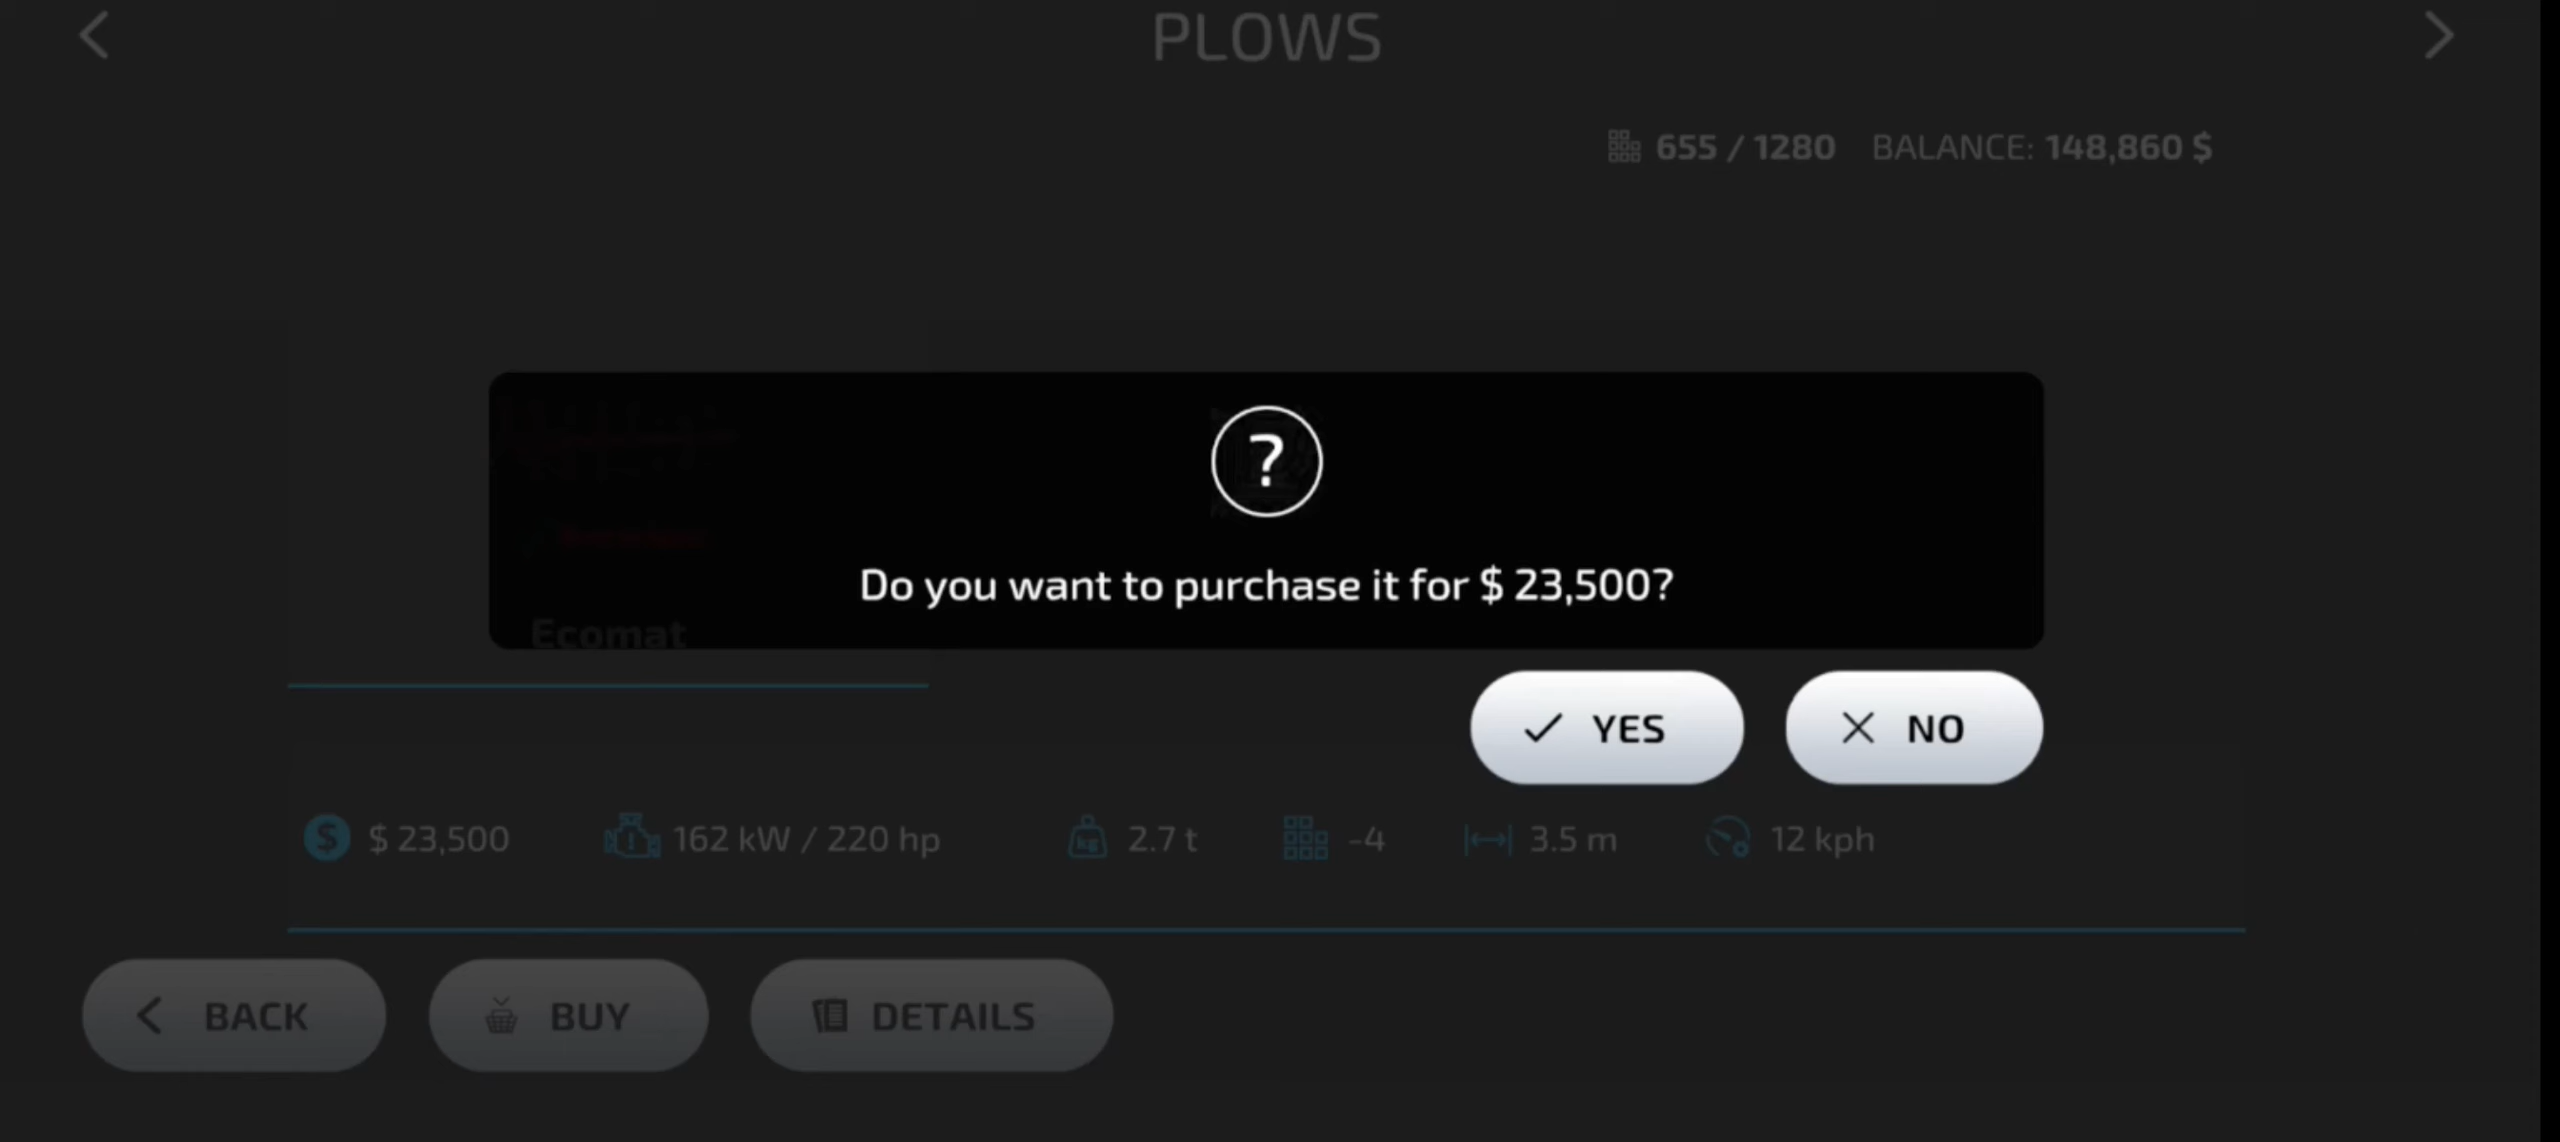 PLOWS
655 / 1280 BALANCE: 148,860 $
?
Do you want to purchase it for $ 23,500?
Ecomat
YES NO
$ 23,500 162 kW / 220 hp kg 2.7 t -4 3.5 m 12 kph
BACK BUY DETAILS